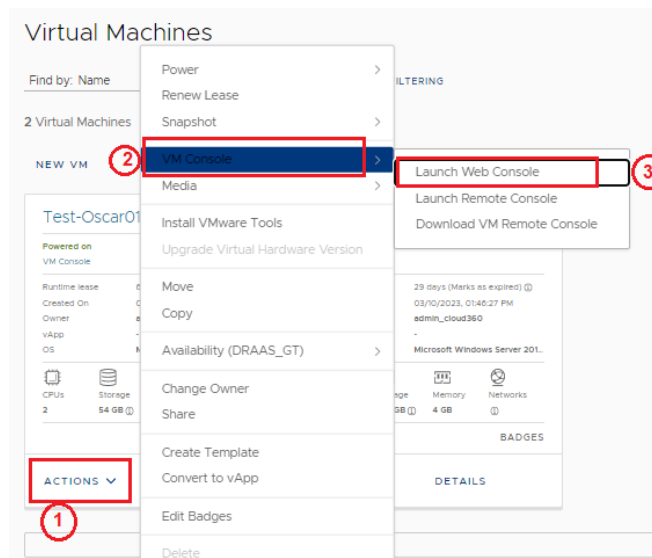 Virtual Machines
Find by: Name
ILTERING
2 Virtual Machines
NEW VM
Power
Renew Lease
Snapshot
2
VM Console
Media
Install VMware Tools
Upgrade Virtual Hardware Version
Move
Copy
Availability (DRAAS_GT)
Change Owner
Share
Create Template
Convert to vApp
Edit Badges
Delete
Launch Web Console
3
Launch Remote Console
Download VM Remote Console
Test-Oscar01
Powered on
VM Console
Runtime lease
Created On
Owner
vApp
-
OS
CPUs
Storage
2
54 GB
29 days (Marks as expired)
03/10/2023, 01:46:27 PM
admin_cloud360
-
Microsoft Windows Server 201...
age
Memory
Networks
GB
4 GB
BADGES
ACTIONS
DETAILS
1